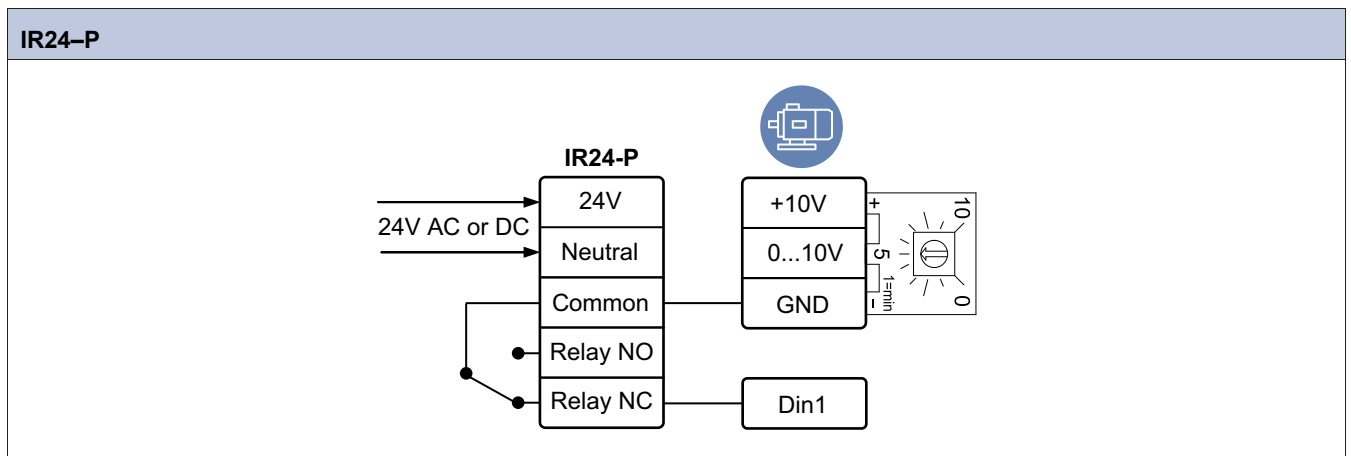 IR24–P
IR24-P
24V AC or DC
24V
Neutral
Common
Relay NO
Relay NC
+10V
0...10V
GND
Din1
+
-
10
5
1=min
0